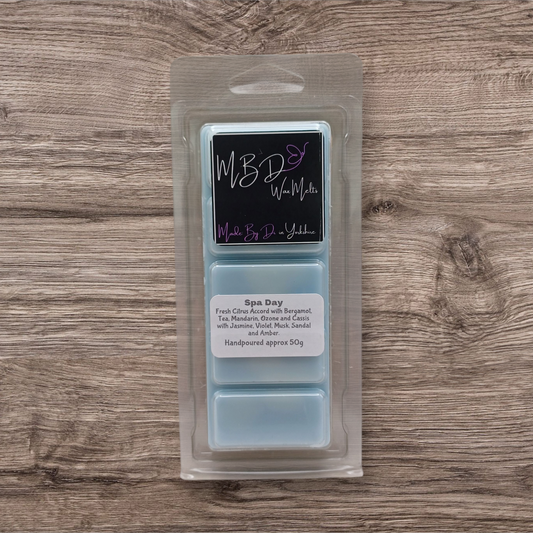 MBD
Wax Melts
Made By Di in Yorkshire
Spa Day
Fresh Citrus Accord with Bergamot,
Tea, Mandarin, Ozone and Cassis
with Jasmine, Violet, Musk, Sandal
and Amber.
Handpoured approx 50g